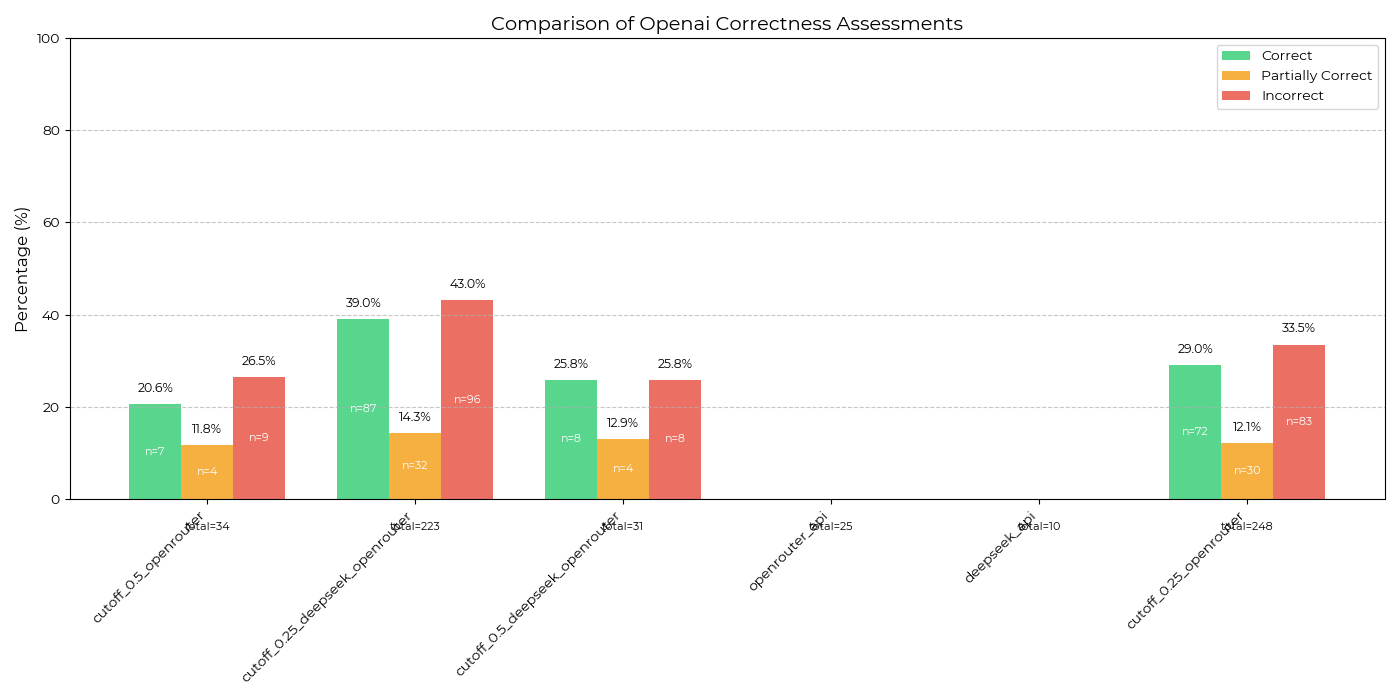 Comparison of Openai Correctness Assessments
Percentage (%)
100
80
60
40
20
0
Correct
Partially Correct
Incorrect
20.6%
n=7
11.8%
n=4
26.5%
n=9
39.0%
n=87
14.3%
n=32
43.0%
n=96
25.8%
n=8
12.9%
n=4
25.8%
n=8
29.0%
n=72
12.1%
n=30
33.5%
n=83
total=34
total=223
total=31
total=25
total=10
total=248
cutoff_0.5_openrouter
cutoff_0.25_deepseek_openrouter
cutoff_0.5_deepseek_openrouter
openrouter_api
deepseek_api
cutoff_0.25_openrouter